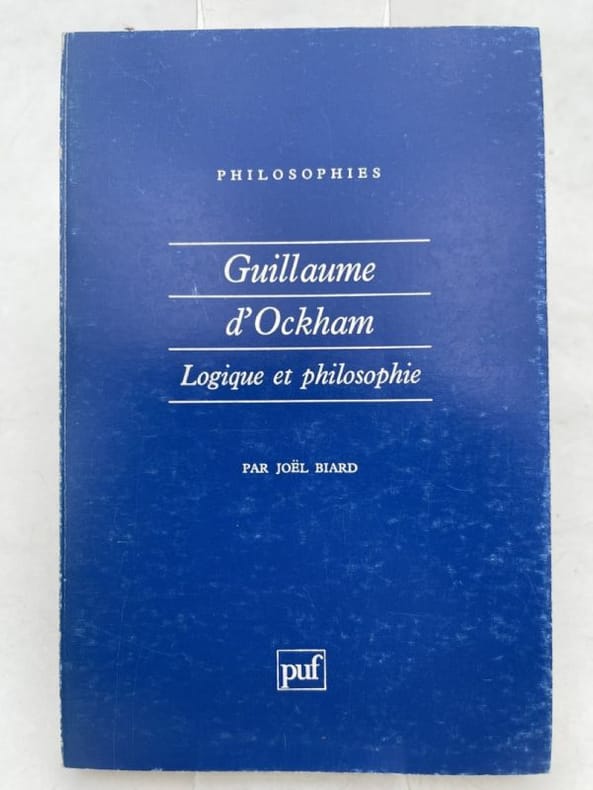 PHILOSOPHIES
Guillaume
d'Ockham
Logique et philosophie
PAR JOËL BIARD
puf